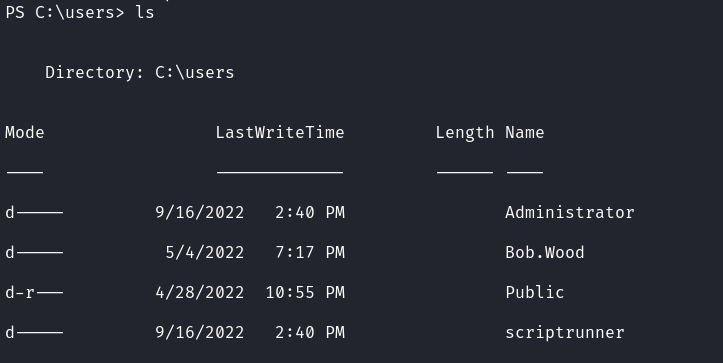 PS C:\users> ls
Directory: C:\users
Mode LastWriteTime Length Name
---- ------------- ------ ----
d----- 9/16/2022 2:40 PM Administrator
d----- 5/4/2022 7:17 PM Bob.Wood
d-r--- 4/28/2022 10:55 PM Public
d----- 9/16/2022 2:40 PM scriptrunner